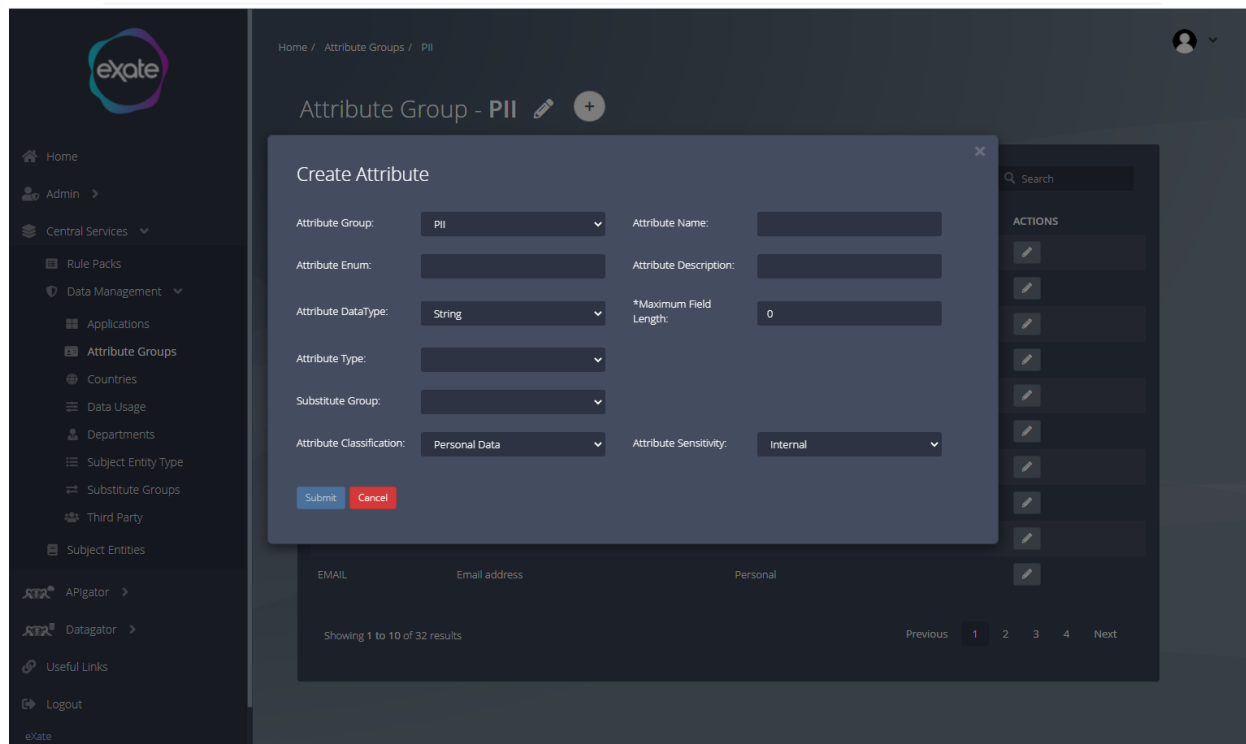 eXate
Home / Attribute Groups / PII
Attribute Group - PII
+
Home
Admin >
Central Services
Rule Packs
Data Management
Applications
Attribute Groups
Countries
Data Usage
Departments
Subject Entity Type
Substitute Groups
Third Party
Subject Entities
APIgator >
Datagator >
Useful Links
Logout
eXate
Search
ACTIONS
Create Attribute
×
Attribute Group: PII Attribute Name:
Attribute Enum: Attribute Description:
Attribute DataType: String *Maximum Field
Length: 0
Attribute Type:
Substitute Group:
Attribute Classification: Personal Data Attribute Sensitivity: Internal
Submit Cancel
EMAIL Email address Personal
Showing 1 to 10 of 32 results Previous 1 2 3 4 Next